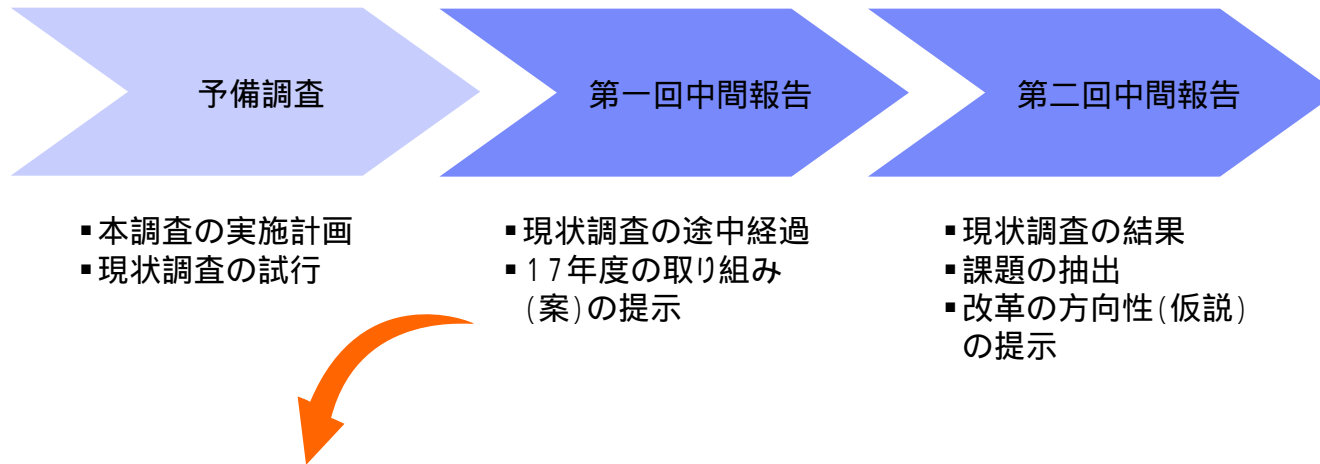 予備調査
第一回中間報告
第二回中間報告
▪本調査の実施計画
▪現状調査の試行
▪現状調査の途中経過
▪17年度の取り組み
(案)の提示
▪現状調査の結果
▪課題の抽出
▪改革の方向性(仮説)
の提示